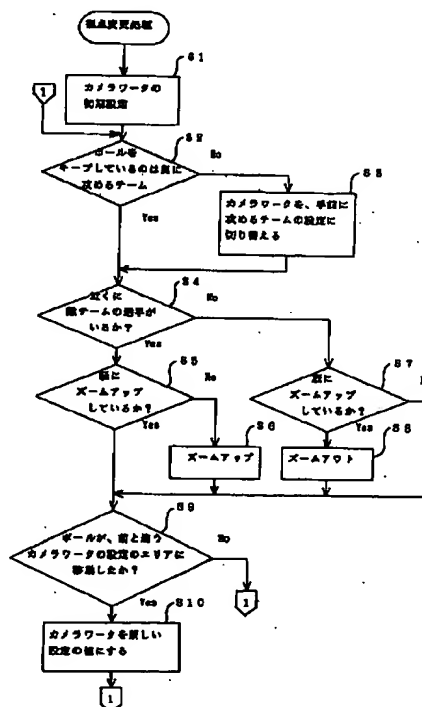 視点変更処理
S1
1
カメラワークの
初期設定
S2
ボールを
キープしているのは奥に
攻めるチーム
No
Yes
S3
カメラワークを、手前に
攻めるチームの設定に
切り替える
S4
近くに
敵チームの選手が
いるか?
No
Yes
S5
既に
ズームアップ
しているか?
No
Yes
S7
既に
ズームアップ
しているか?
Yes
S6
ズームアップ
S8
ズームアウト
S9
ボールが、前と違う
カメラワークの設定のエリアに
移動したか?
No
Yes
1
S10
カメラワークを新しい
設定の値にする
1